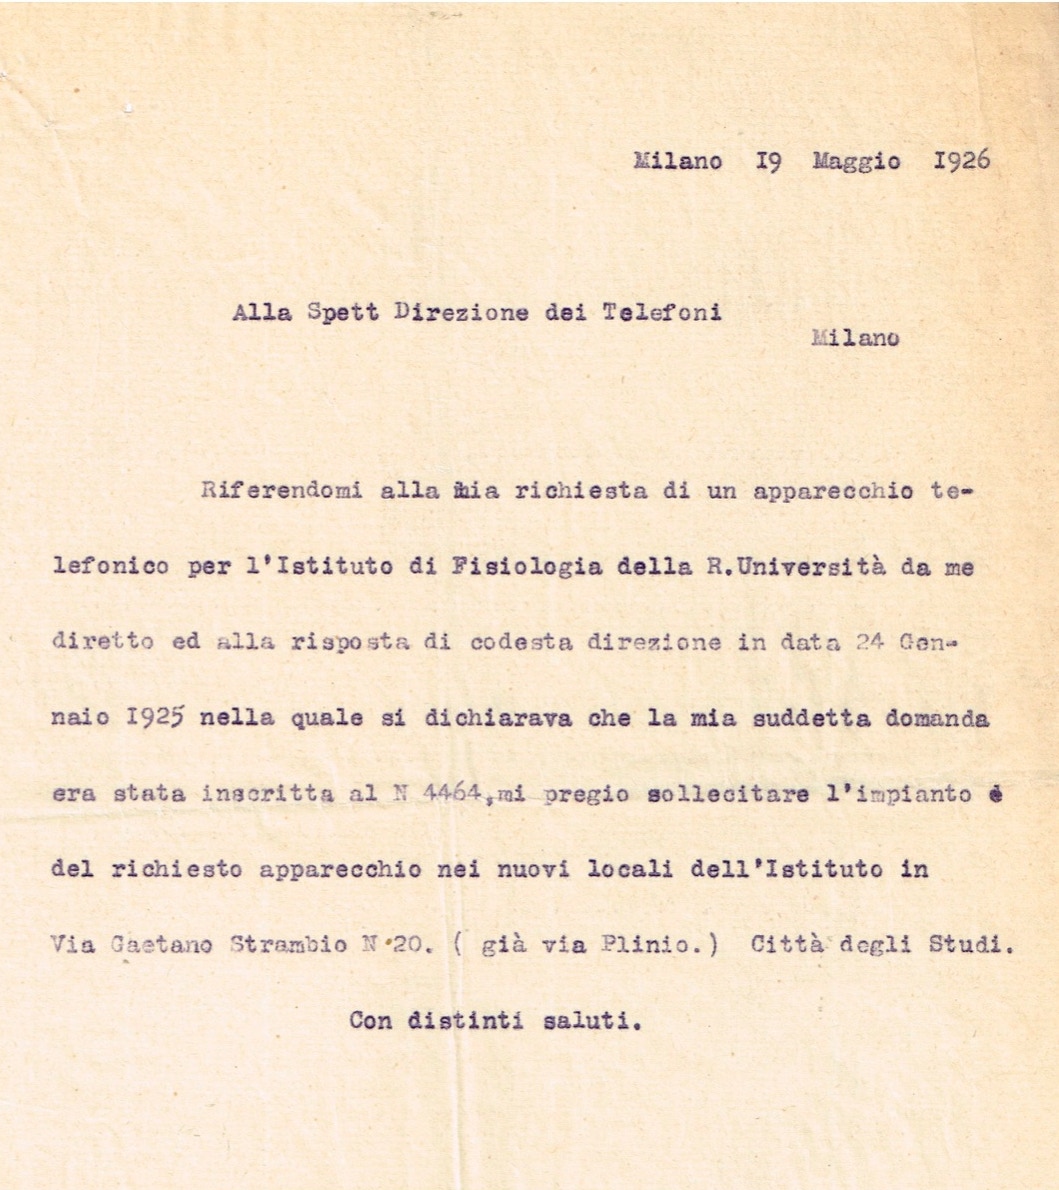 Milano 19 Maggio 1926
Alla Spett Direzione dei Telefoni
Milano
Riferendomi alla mia richiesta di un apparecchio te-
lefonico per l'Istituto di Fisiologia della R.Università da me
diretto ed alla risposta di codesta direzione in data 24 Gen-
naio 1925 nella quale si dichiarava che la mia suddetta domanda
era stata inscritta al N 4464,mi pregio sollecitare l'impianto
del richiesto apparecchio nei nuovi locali dell'Istituto in
Via Gaetano Strambio N 20. ( già via Plinio.) Città degli Studi.
Con distinti saluti.